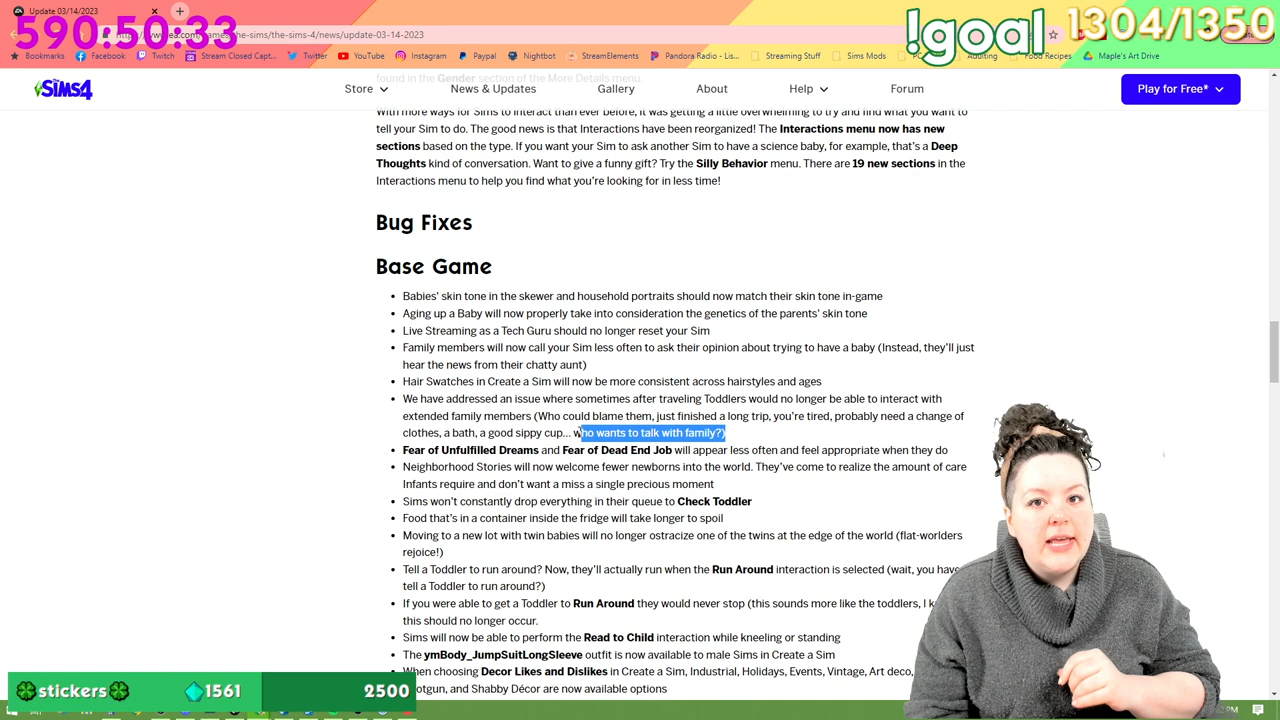 Update 03/14/2023
590:50:33
!goal
1304/1350
the-sims/the-sims-4/news/update-03-14-2023
Bookmarks Facebook Twitch Stream Closed Capt... Twitter YouTube Instagram Paypal Nightbot StreamElements Pandora Radio - Lis... Streaming Stuff Sims Mods Auditing Food Recipes Maple's Art Drive
found in the Gender section of the More Details menu.
The SiMS4
Store News & Updates Gallery About Help Forum Play for Free*
With more ways for Sims to interact than ever before, it was getting a little overwhelming to try and find what you want to
tell your Sim to do. The good news is that Interactions have been reorganized! The Interactions menu now has new
sections based on the type. If you want your Sim to ask another Sim to have a science baby, for example, that's a Deep
Thoughts kind of conversation. Want to give a funny gift? Try the Silly Behavior menu. There are 19 new sections in the
Interactions menu to help you find what you're looking for in less time!
Bug Fixes
Base Game
• Babies' skin tone in the skewer and household portraits should now match their skin tone in-game
• Aging up a Baby will now properly take into consideration the genetics of the parents' skin tone
• Live Streaming as a Tech Guru should no longer reset your Sim
• Family members will now call your Sim less often to ask their opinion about trying to have a baby (Instead, they'll just
hear the news from their chatty aunt)
• Hair Swatches in Create a Sim will now be more consistent across hairstyles and ages
• We have addressed an issue where sometimes after traveling Toddlers would no longer be able to interact with
extended family members (Who could blame them, just finished a long trip, you're tired, probably need a change of
clothes, a bath, a good sippy cup... who wants to talk with family?)
• Fear of Unfulfilled Dreams and Fear of Dead End Job will appear less often and feel appropriate when they do
• Neighborhood Stories will now welcome fewer newborns into the world. They've come to realize the amount of care
Infants require and don't want a miss a single precious moment
• Sims won't constantly drop everything in their queue to Check Toddler
• Food that's in a container inside the fridge will take longer to spoil
• Moving to a new lot with twin babies will no longer ostracize one of the twins at the edge of the world (flat-worlders
rejoice!)
• Tell a Toddler to run around? Now, they'll actually run when the Run Around interaction is selected (wait, you have
tell a Toddler to run around?)
• If you were able to get a Toddler to Run Around they would never stop (this sounds more like the toddlers, I
this should no longer occur.
• Sims will now be able to perform the Read to Child interaction while kneeling or standing
• The ymBody_JumpSuitLongSleeve outfit is now available to male Sims in Create a Sim
When choosing Decor Likes and Dislikes in Create a Sim, Industrial, Holidays, Events, Vintage, Art deco,
and Shabby Décor are now available options
stickers 1561 2500